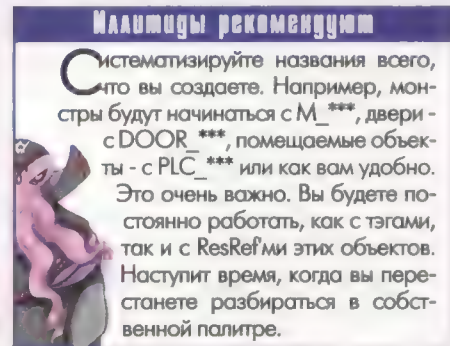 Иллитиды рекомендуют
Систематизируйте названия всего,
что вы создаете. Например, мон-
стры будут начинаться с M_***, двери -
с DOOR_***, помещаемые объек-
ты - с PLC_*** или как вам удобно.
Это очень важно. Вы будете по-
стоянно работать, как с тэгами,
так и с ResRef'ми этих объектов.
Наступит время, когда вы пере-
станете разбираться в собст-
венной палитре.